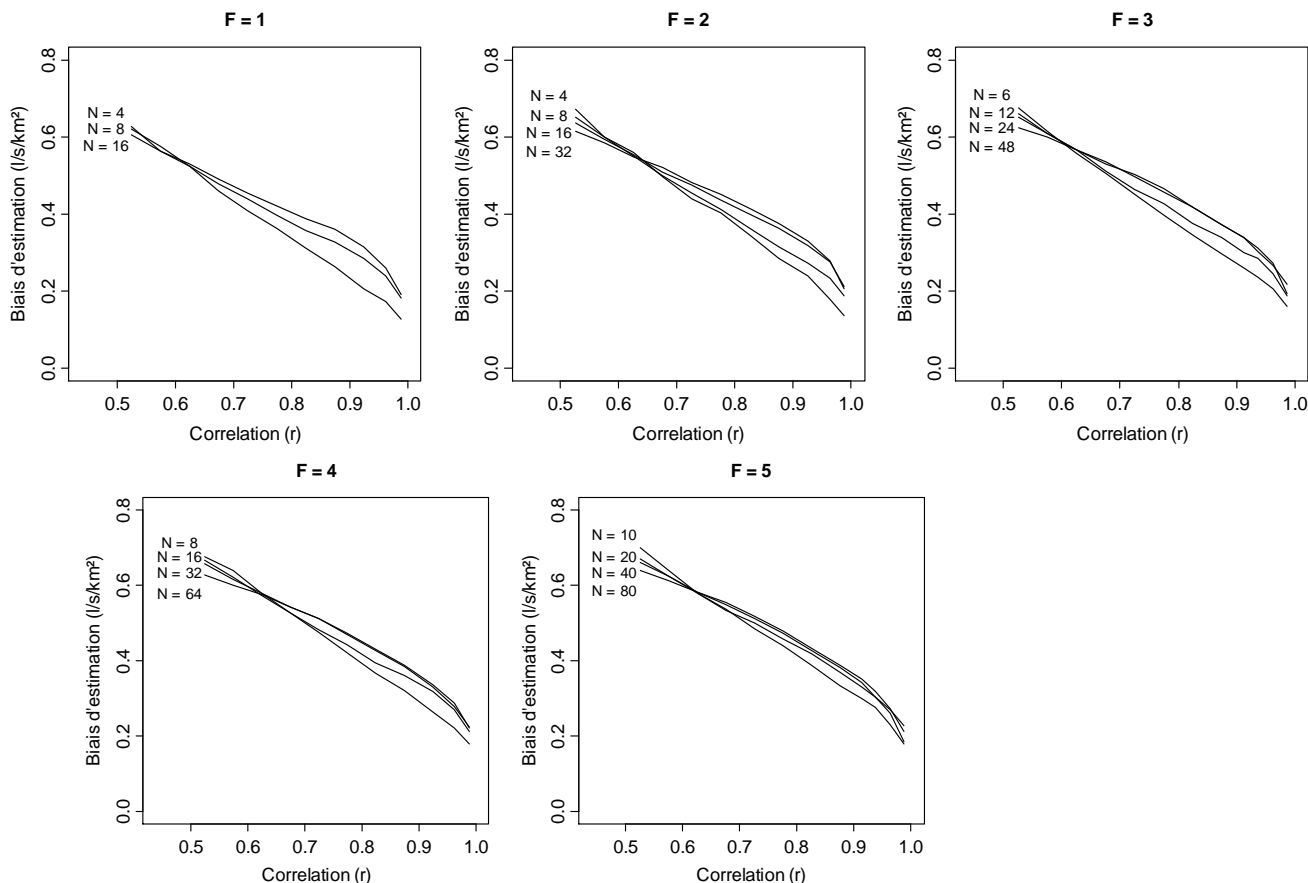 F = 1
Biais d'estimation (l/s/km²)
0.8
0.6
0.4
0.2
0.0
N = 4
N = 8
N = 16
0.5 0.6 0.7 0.8 0.9 1.0
Correlation (r)
F = 2
Biais d'estimation (l/s/km²)
0.8
0.6
0.4
0.2
0.0
N = 4
N = 8
N = 16
N = 32
0.5 0.6 0.7 0.8 0.9 1.0
Correlation (r)
F = 3
Biais d'estimation (l/s/km²)
0.8
0.6
0.4
0.2
0.0
N = 6
N = 12
N = 24
N = 48
0.5 0.6 0.7 0.8 0.9 1.0
Correlation (r)
F = 4
Biais d'estimation (l/s/km²)
0.8
0.6
0.4
0.2
0.0
N = 8
N = 16
N = 32
N = 64
0.5 0.6 0.7 0.8 0.9 1.0
Correlation (r)
F = 5
Biais d'estimation (l/s/km²)
0.8
0.6
0.4
0.2
0.0
N = 10
N = 20
N = 40
N = 80
0.5 0.6 0.7 0.8 0.9 1.0
Correlation (r)